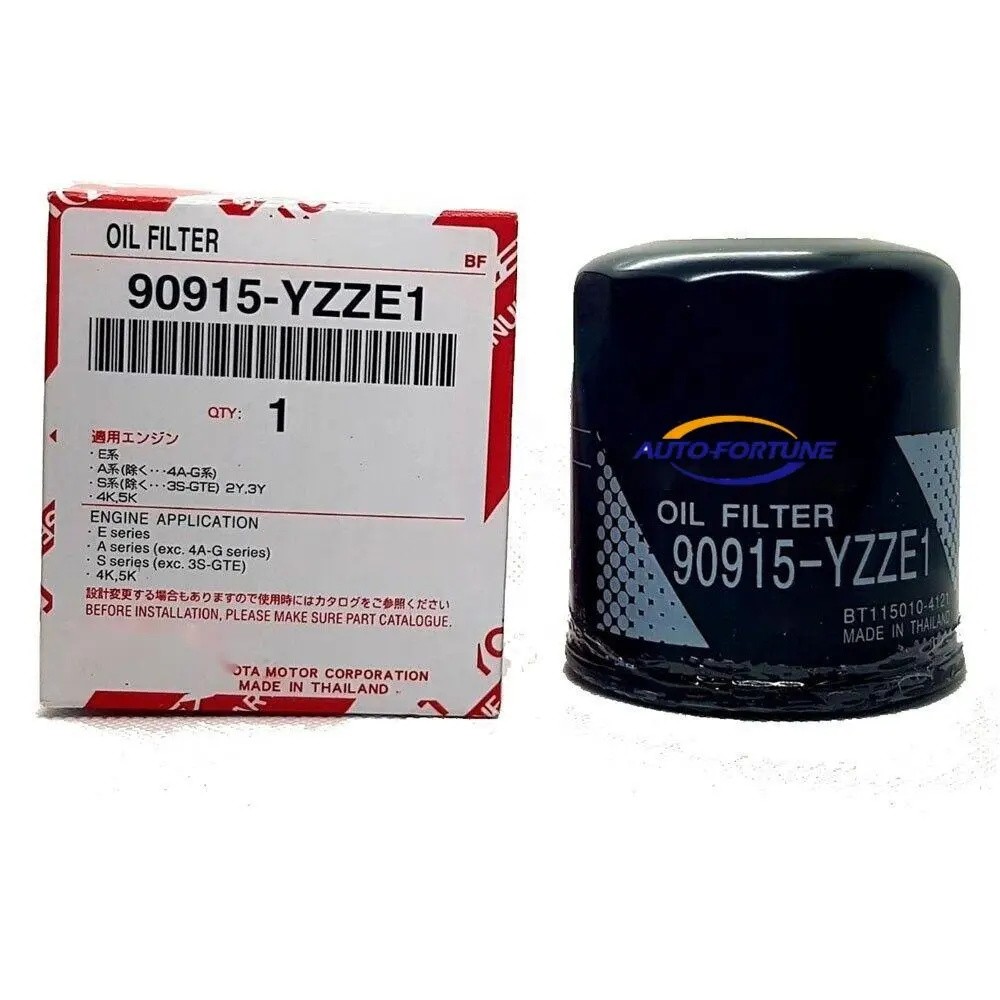 OIL FILTER
BF
90915-YZZE1
QTY: 1
適用エンジン
・E系
・A系(除く・・・4A-G系)
・S系(除く・・・3S-GTE) 2Y,3Y
・4K,5K
ENGINE APPLICATION
・E series
・A series (exc. 4A-G series)
・S series (exc. 3S-GTE)
・4K,5K
設計変更する場合もありますので使用時にはカタログをご参照ください
BEFORE INSTALLATION, PLEASE MAKE SURE PART CATALOGUE.
OTA MOTOR CORPORATION
MADE IN THAILAND
AUTO-FORTUNE
OIL FILTER
90915-YZZE1
BT115010-4121
MADE IN THAILAND